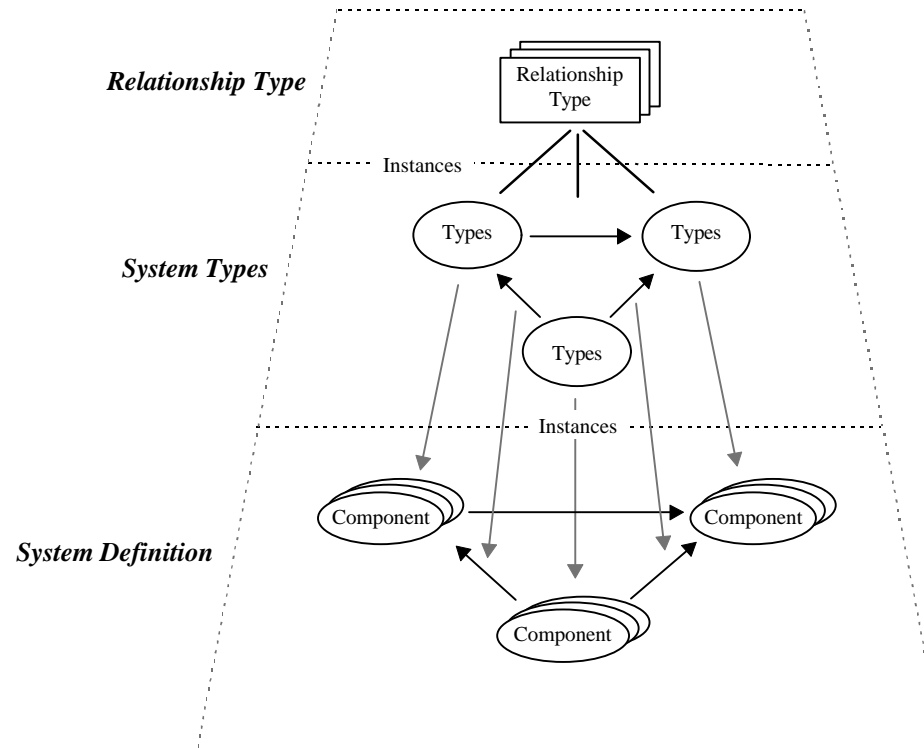 Relationship Type
Relationship
Type
Instances
Types
Types
System Types
Types
Instances
Component
Component
System Definition
Component